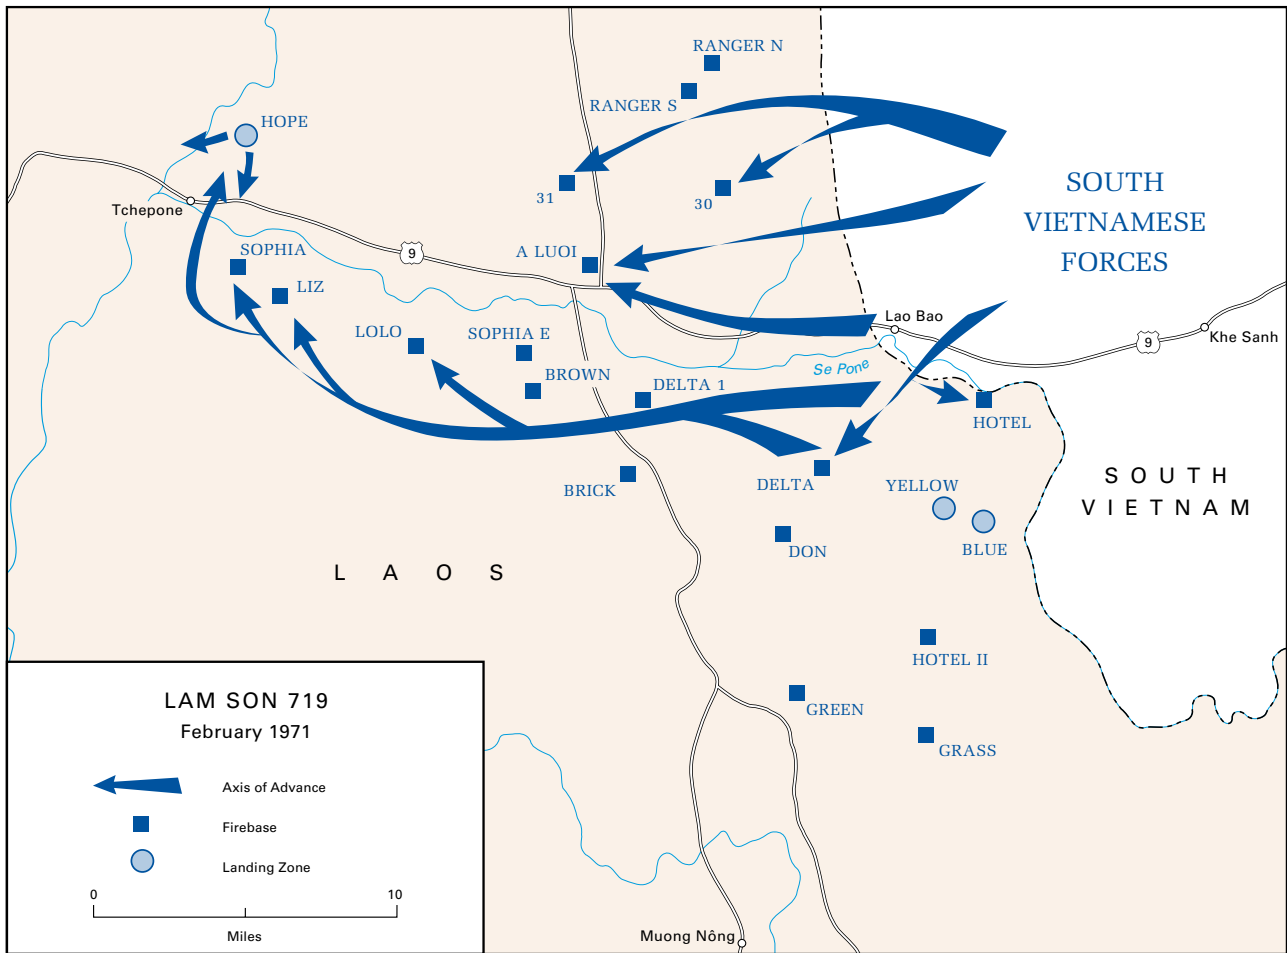 RANGER N
RANGER S
HOPE
31
30
SOUTH
VIETNAMESE
FORCES
Tchepone
SOPHIA
9
A LUOI
LIZ
LOLO
SOPHIA E
Lao Bao
9
Khe Sanh
Se Pone
BROWN
DELTA 1
HOTEL
BRICK
DELTA
YELLOW
SOUTH
VIETNAM
DON
BLUE
LAOS
HOTEL II
GREEN
GRASS
LAM SON 719
February 1971
Axis of Advance
Firebase
Landing Zone
0 10
Miles
Muong Nông